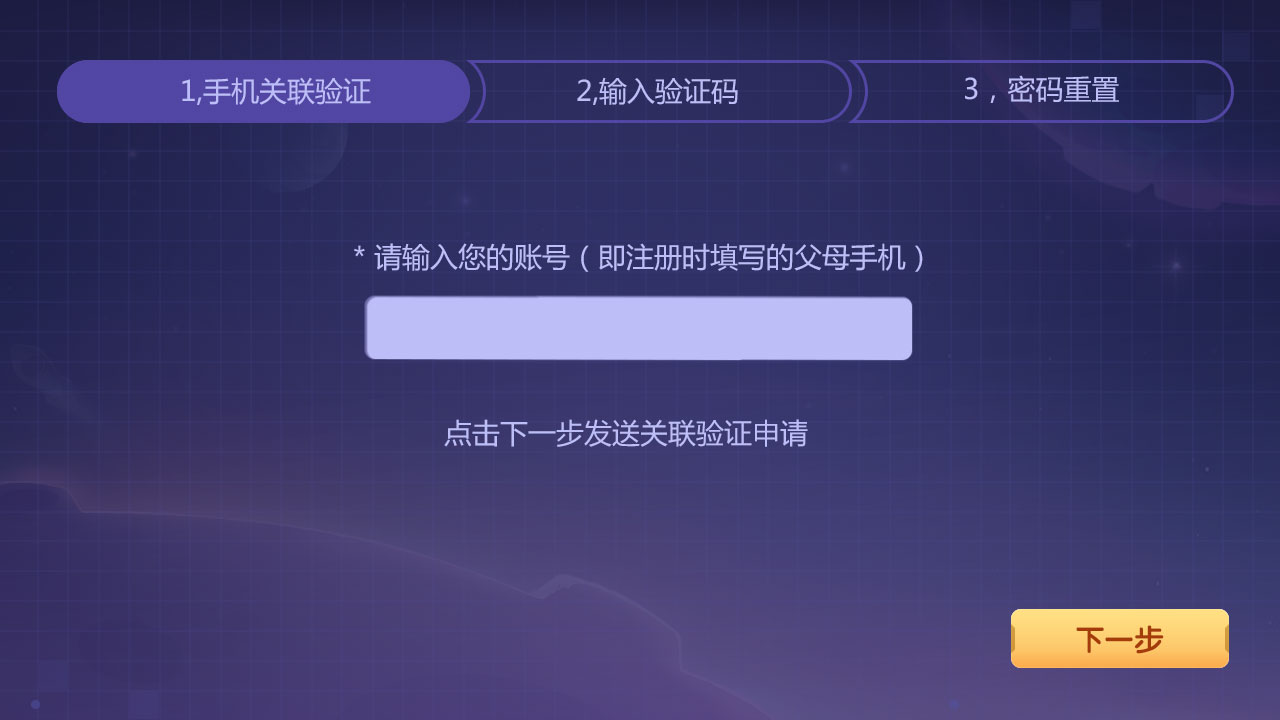 1,手机关联验证
2,输入验证码
3，密码重置
* 请输入您的账号（即注册时填写的父母手机）
点击下一步发送关联验证申请
下一步